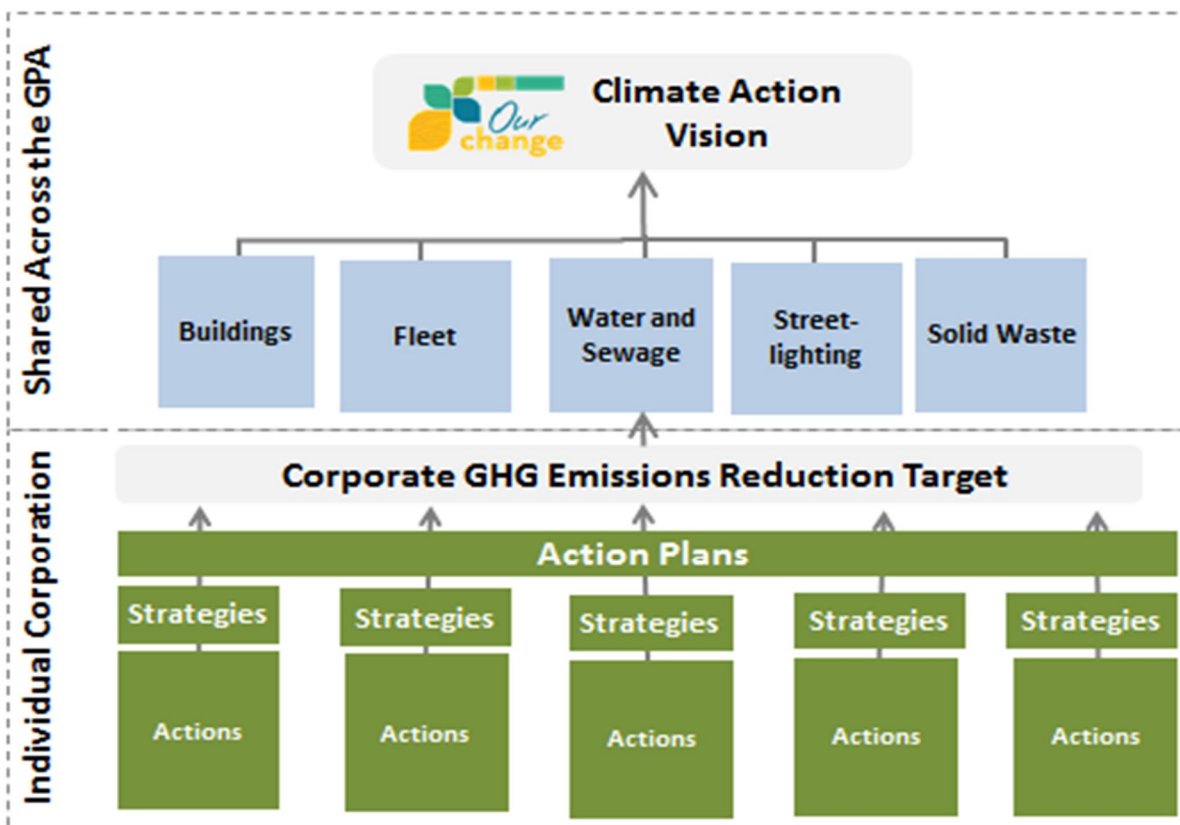 Shared Across the GPA
Our
change
Climate Action
Vision
Buildings
Fleet
Water and
Sewage
Street-
lighting
Solid Waste
Individual Corporation
Corporate GHG Emissions Reduction Target
Action Plans
Strategies
Strategies
Strategies
Strategies
Strategies
Actions
Actions
Actions
Actions
Actions